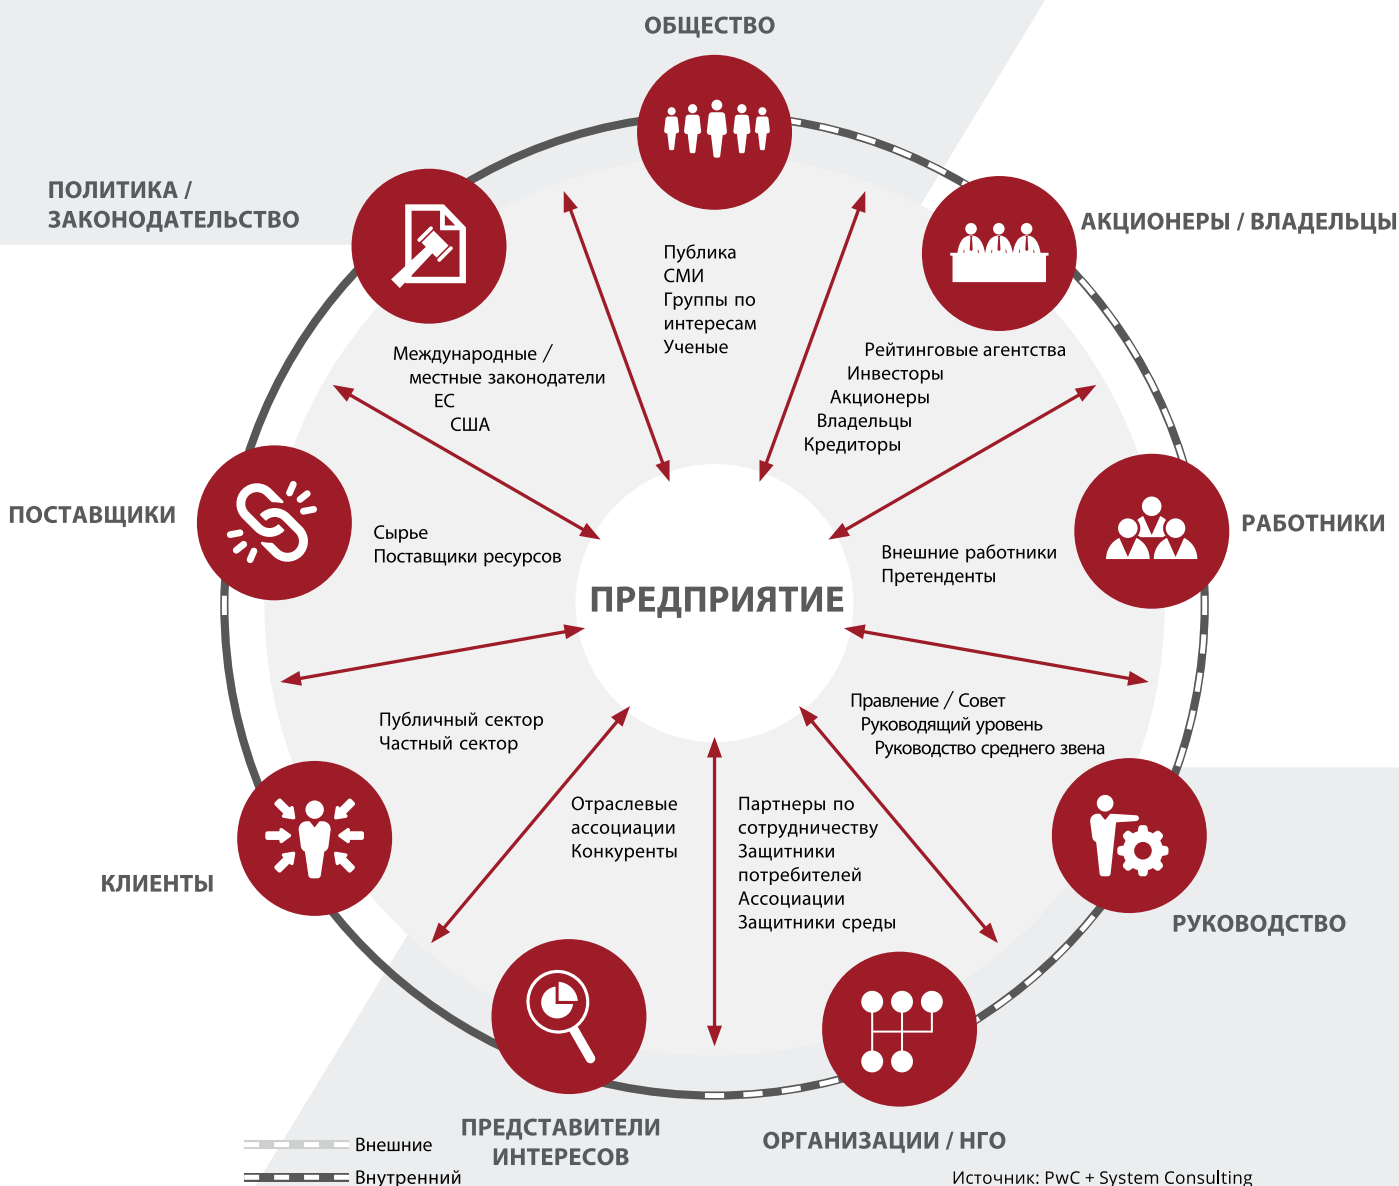 ОБЩЕСТВО
ПОЛИТИКА /
ЗАКОНОДАТЕЛЬСТВО
АКЦИОНЕРЫ / ВЛАДЕЛЬЦЫ
Публика
СМИ
Группы по
интересам
Ученые
Международные /
местные законодатели
ЕС
США
Рейтинговые агентства
Инвесторы
Акционеры
Владельцы
Кредиторы
ПОСТАВЩИКИ
Сырье
Поставщики ресурсов
РАБОТНИКИ
Внешние работники
Претенденты
ПРЕДПРИЯТИЕ
Публичный сектор
Частный сектор
Правление / Совет
Руководящий уровень
Руководство среднего звена
Отраслевые
ассоциации
Конкуренты
Партнеры по
сотрудничеству
Защитники
потребителей
Ассоциации
Защитники среды
КЛИЕНТЫ
РУКОВОДСТВО
ПРЕДСТАВИТЕЛИ
ИНТЕРЕСОВ
ОРГАНИЗАЦИИ / НГО
Внешние
Внутренний
Источник: PwC + System Consulting